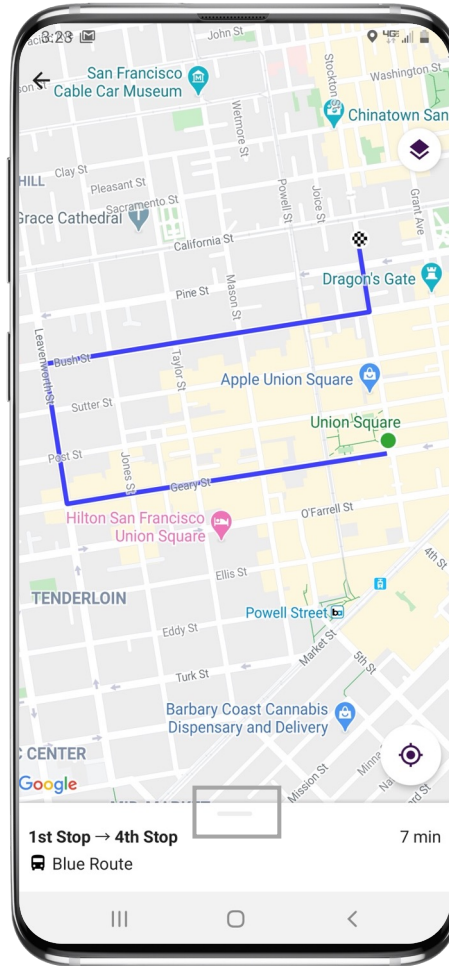 3:23
4GE
John St
San Francisco
Cable Car Museum
Stockton St
Washington St
Wetmore St
Chinatown San
Clay St
HILL
Pleasant St
Sacramento St
Powell St
Joice St
Grant Ave
Grace Cathedral
California St
Dragon's Gate
Pine St
Mason St
Leavenworth St
Bush St
Taylor St
Apple Union Square
Sutter St
Union Square
Post St
Jones St
Geary St
O'Farrell St
Hilton San Francisco
Union Square
4th St
Ellis St
TENDERLOIN
Powell Street
Eddy St
Market St
5th St
Turk St
Barbary Coast Cannabis
Dispensary and Delivery
C CENTER
Minna
Mission St
Google
1st Stop → 4th Stop
7 min
Blue Route